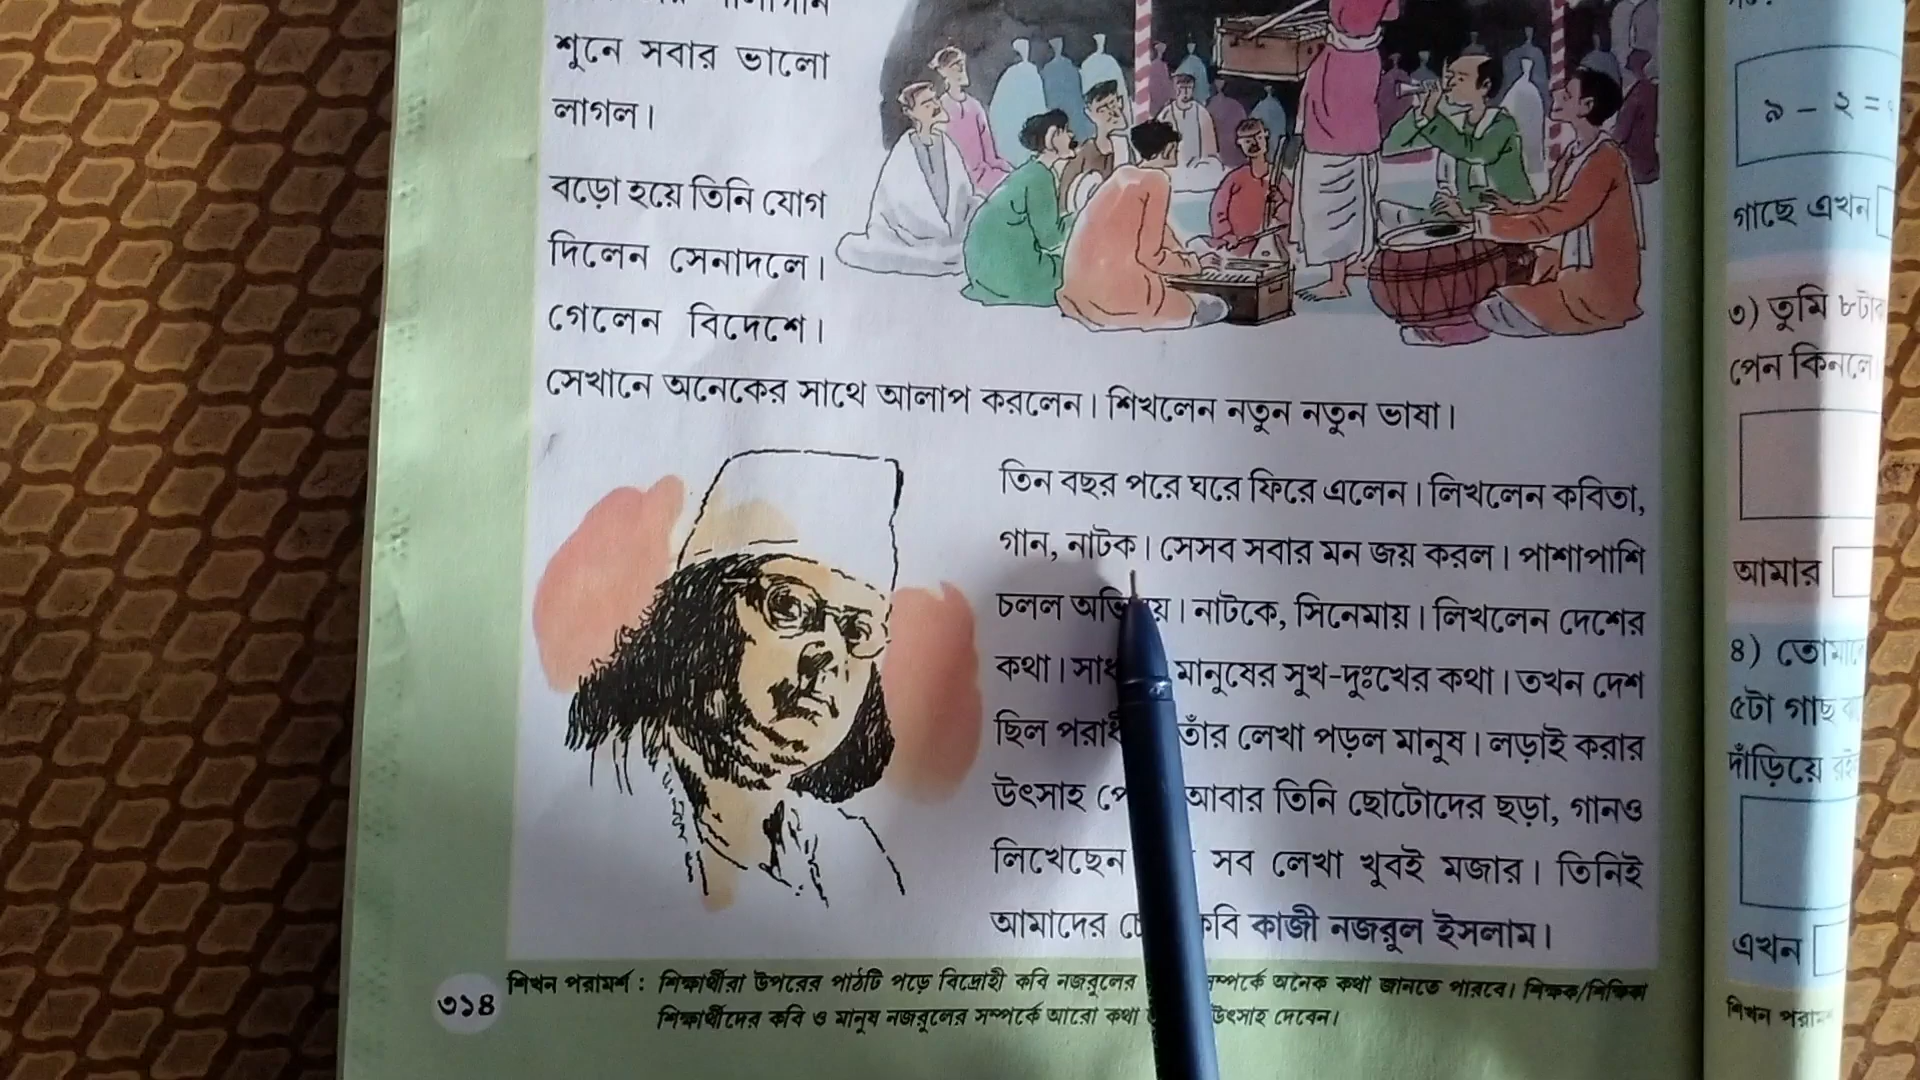 শুনে সবার ভালো
লাগল।
বড়ো হয়ে তিনি যোগ
দিলেন সেনাদলে।
গেলেন বিদেশে।
সেখানে অনেকের সাথে আলাপ করলেন। শিখলেন নতুন নতুন ভাষা।
তিন বছর পরে ঘরে ফিরে এলেন। লিখলেন কবিতা,
গান, নাটক। সেসব সবার মন জয় করল। পাশাপাশি
চলল । নাটকে, সিনেমায়। লিখলেন দেশের
কথা। মানুষের সুখ-দুঃখের কথা। তখন দেশ
ছিল তাঁর লেখা পড়ল মানুষ। লড়াই করার
উৎসাহ আবার তিনি ছোটোদের ছড়া, গানও
লিখেছেন সব লেখা খুবই মজার। তিনিই
আমাদের কবি কাজী নজরুল ইসলাম।
৩১৪
শিখন পরামর্শ : শিক্ষার্থীরা উপরের পাঠটি পড়ে বিদ্রোহী কবি নজরুলের সম্পর্কে অনেক কথা জানতে পারবে। শিক্ষক/শিক্ষিকা
শিক্ষার্থীদের কবি ও মানুষ নজরুলের সম্পর্কে আরো কথা উৎসাহ দেবেন।
৯ – ২ =
গাছে এখন
৩) তুমি ৮টা
পেন কিনলে
আমার
৪)
৫টা গাছ
দাঁড়িয়ে
এখন
শিখন